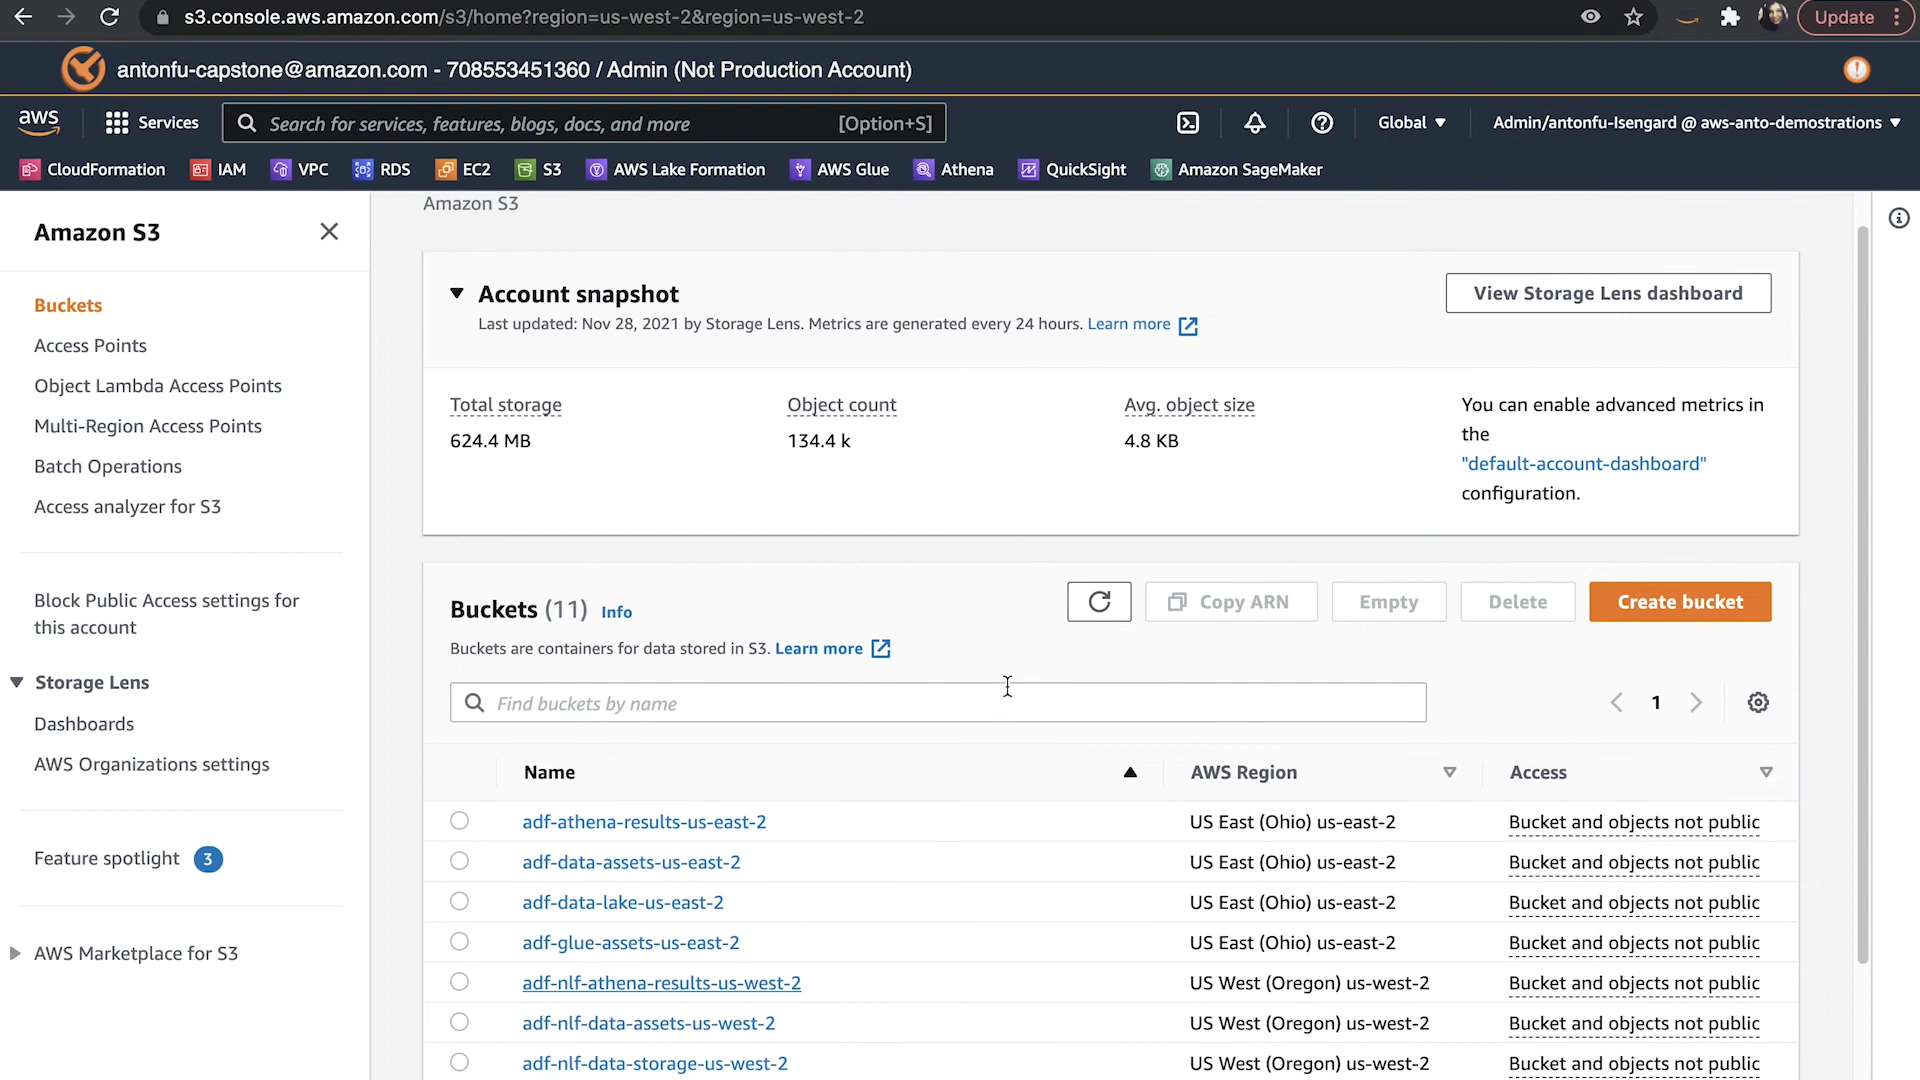 s3.console.aws.amazon.com/s3/home?region=us-west-2&region=us-west-2
Update
antonfu-capstone@amazon.com - 708553451360 / Admin (Not Production Account)
aws
Services
Search for services, features, blogs, docs, and more
[Option+S]
Global
Admin/antonfu-Isengard @ aws-anto-demostrations
CloudFormation
IAM
VPC
RDS
EC2
S3
AWS Lake Formation
AWS Glue
Athena
QuickSight
Amazon SageMaker
Amazon S3
Buckets
Access Points
Object Lambda Access Points
Multi-Region Access Points
Batch Operations
Access analyzer for S3
Block Public Access settings for
this account
Storage Lens
Dashboards
AWS Organizations settings
Feature spotlight 3
AWS Marketplace for S3
Amazon S3
Account snapshot
View Storage Lens dashboard
Last updated: Nov 28, 2021 by Storage Lens. Metrics are generated every 24 hours. Learn more
Total storage
624.4 MB
Object count
134.4 k
Avg. object size
4.8 KB
You can enable advanced metrics in
the
"default-account-dashboard"
configuration.
Buckets (11) Info
Copy ARN
Empty
Delete
Create bucket
Buckets are containers for data stored in S3. Learn more
Find buckets by name
1
Name AWS Region Access
adf-athena-results-us-east-2 US East (Ohio) us-east-2 Bucket and objects not public
adf-data-assets-us-east-2 US East (Ohio) us-east-2 Bucket and objects not public
adf-data-lake-us-east-2 US East (Ohio) us-east-2 Bucket and objects not public
adf-glue-assets-us-east-2 US East (Ohio) us-east-2 Bucket and objects not public
adf-nlf-athena-results-us-west-2 US West (Oregon) us-west-2 Bucket and objects not public
adf-nlf-data-assets-us-west-2 US West (Oregon) us-west-2 Bucket and objects not public
adf-nlf-data-storage-us-west-2 US West (Oregon) us-west-2 Bucket and objects not public